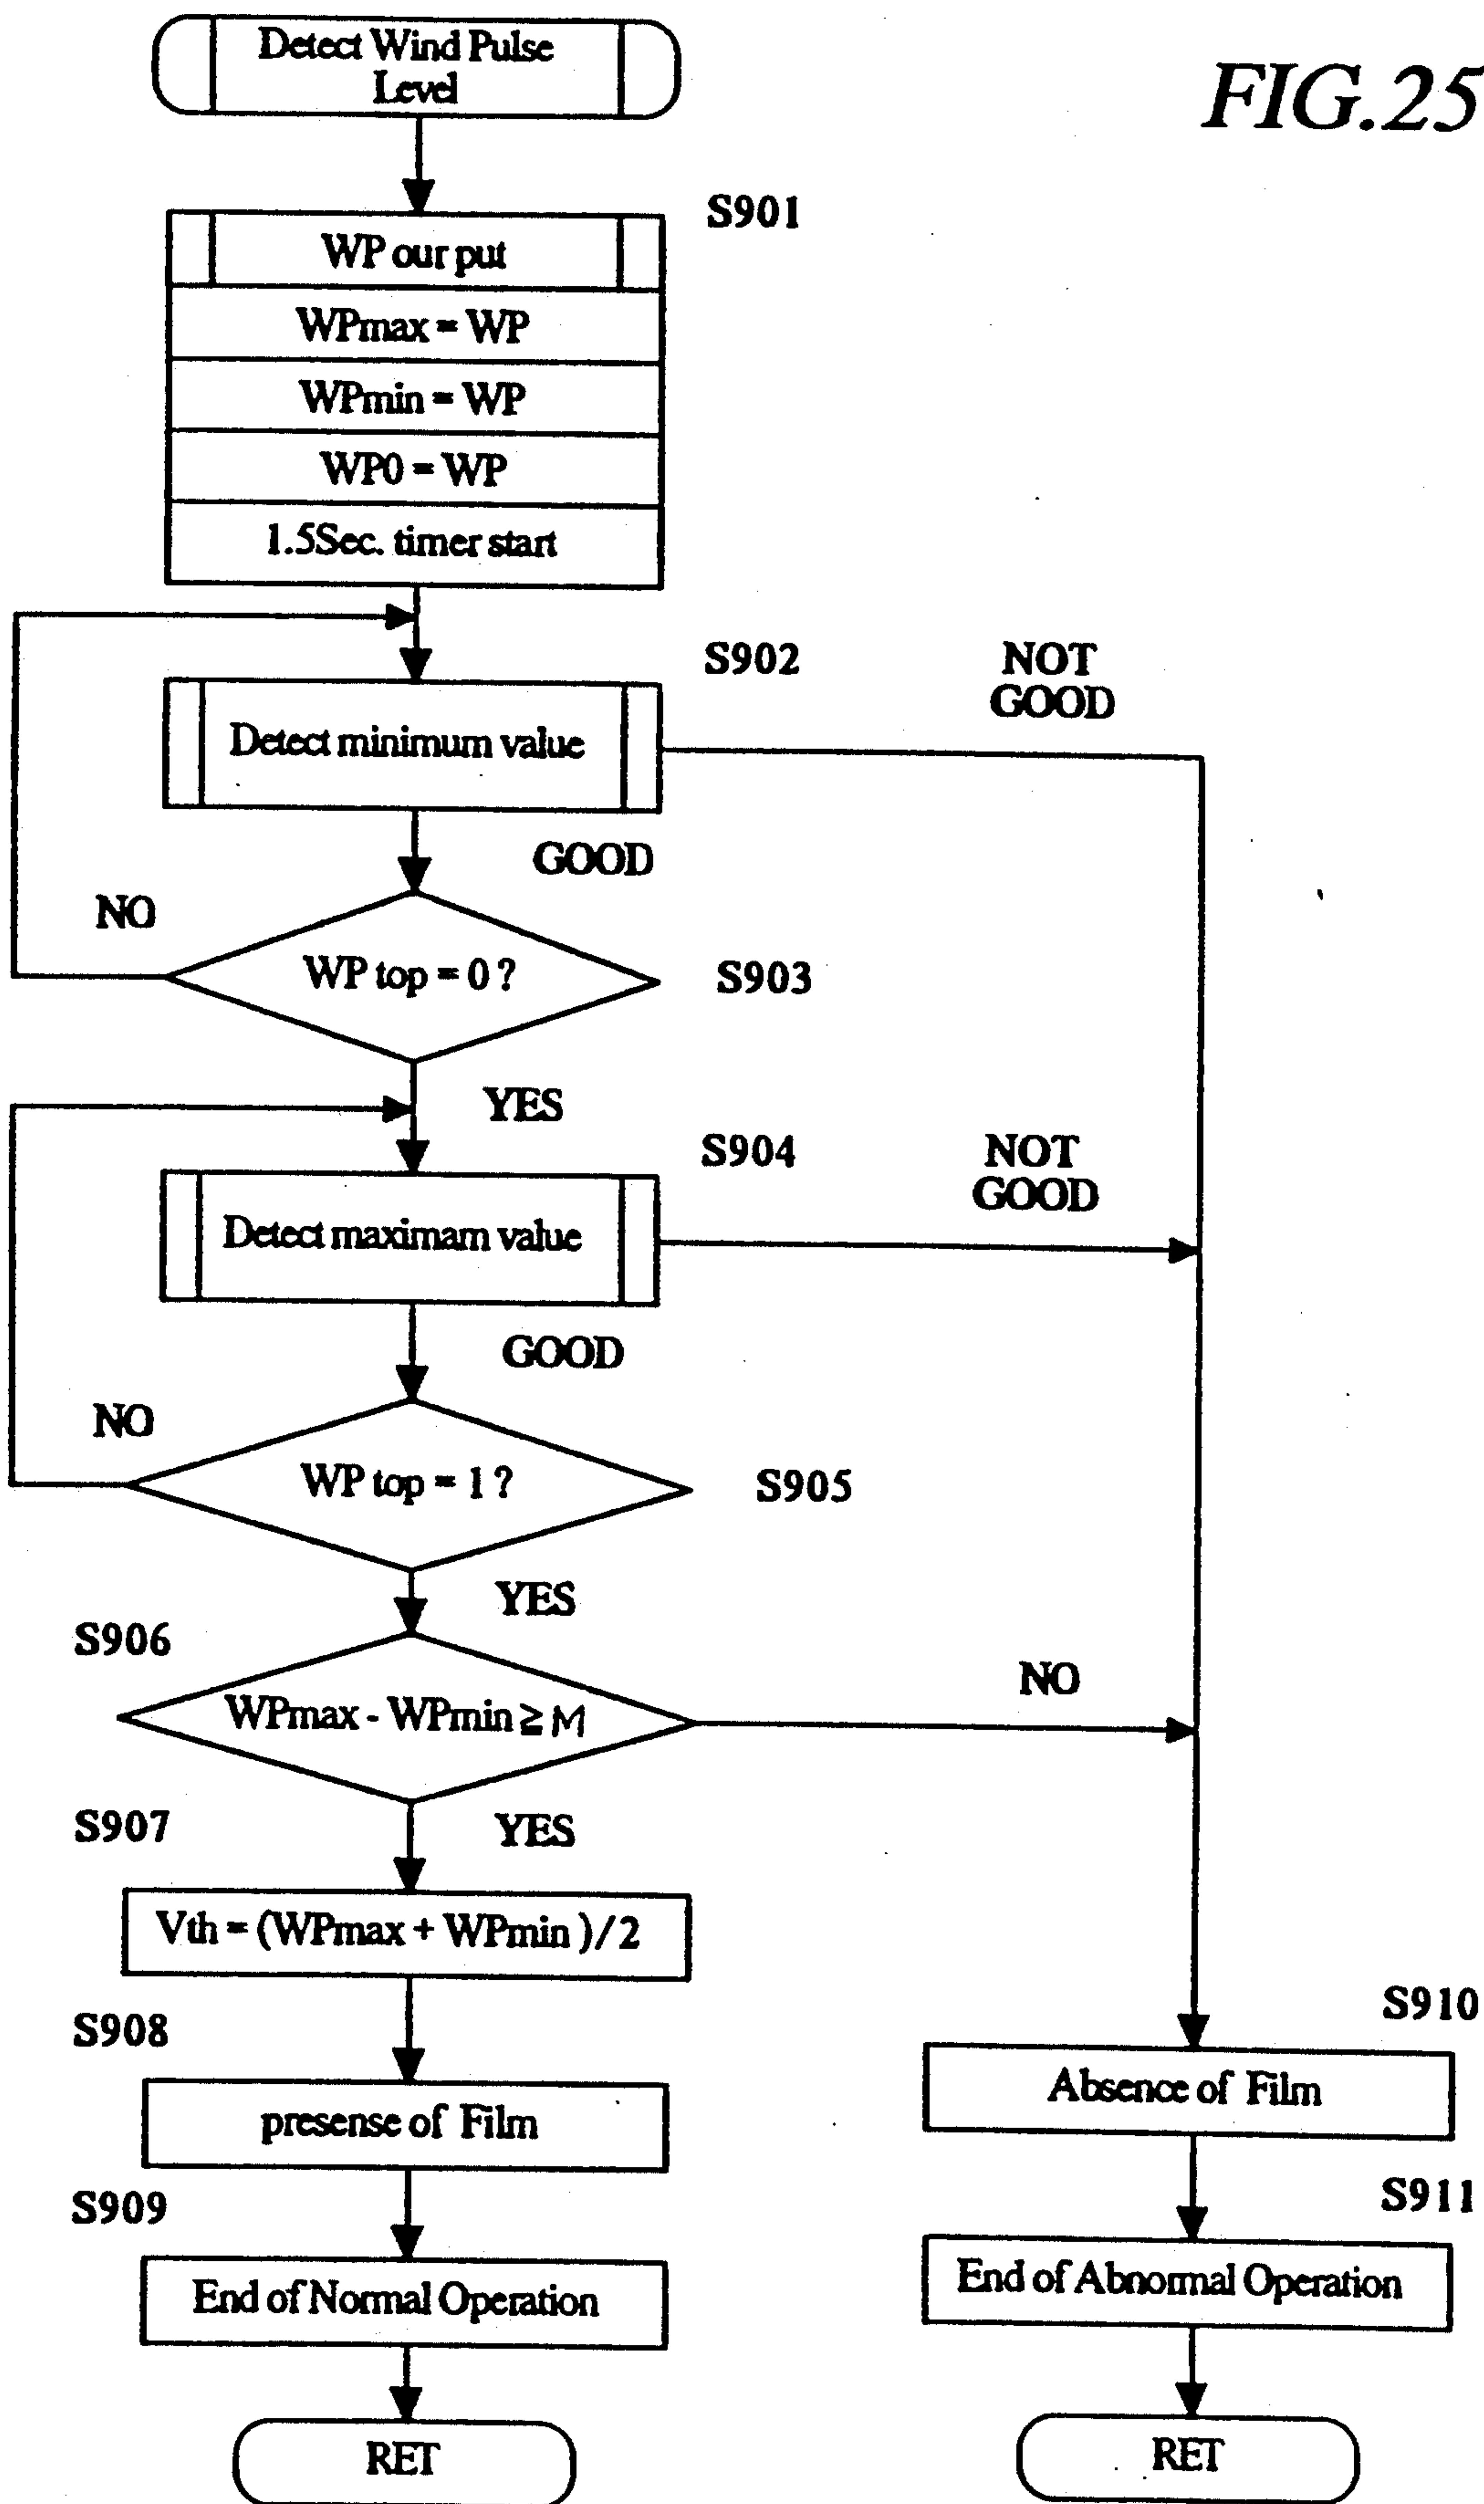 FIG.25
Detect Wind Pulse
Level
S901
WP our put
WPmax = WP
WPmin = WP
WP0 = WP
1.5Sec. timer start
S902
NOT
GOOD
Detect minimum value
GOOD
NO
WP top = 0 ?
S903
YES
S904
NOT
GOOD
Detect maximam value
GOOD
NO
WP top = 1 ?
S905
YES
S906
NO
WPmax - WPmin ≧ M
S907
YES
Vth = (WPmax + WPmin )/ 2
S908
presense of Film
S909
End of Normal Operation
RET
S910
Absence of Film
S911
End of Abnormal Operation
RET